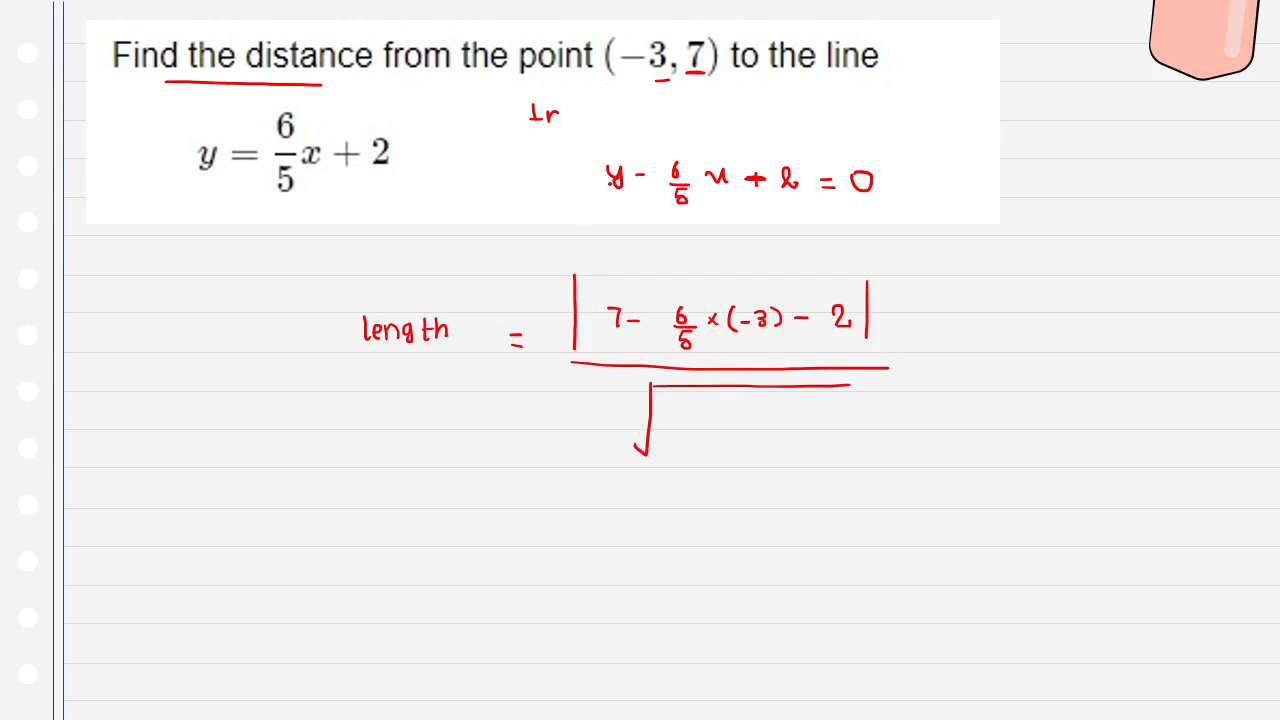 Find the distance from the point (−3, 7) to the line
y = 6/5 x + 2
⊥r
y - 6/5 x + 2 = 0
length = | 7 - 6/5 × (-3) - 2 | / √